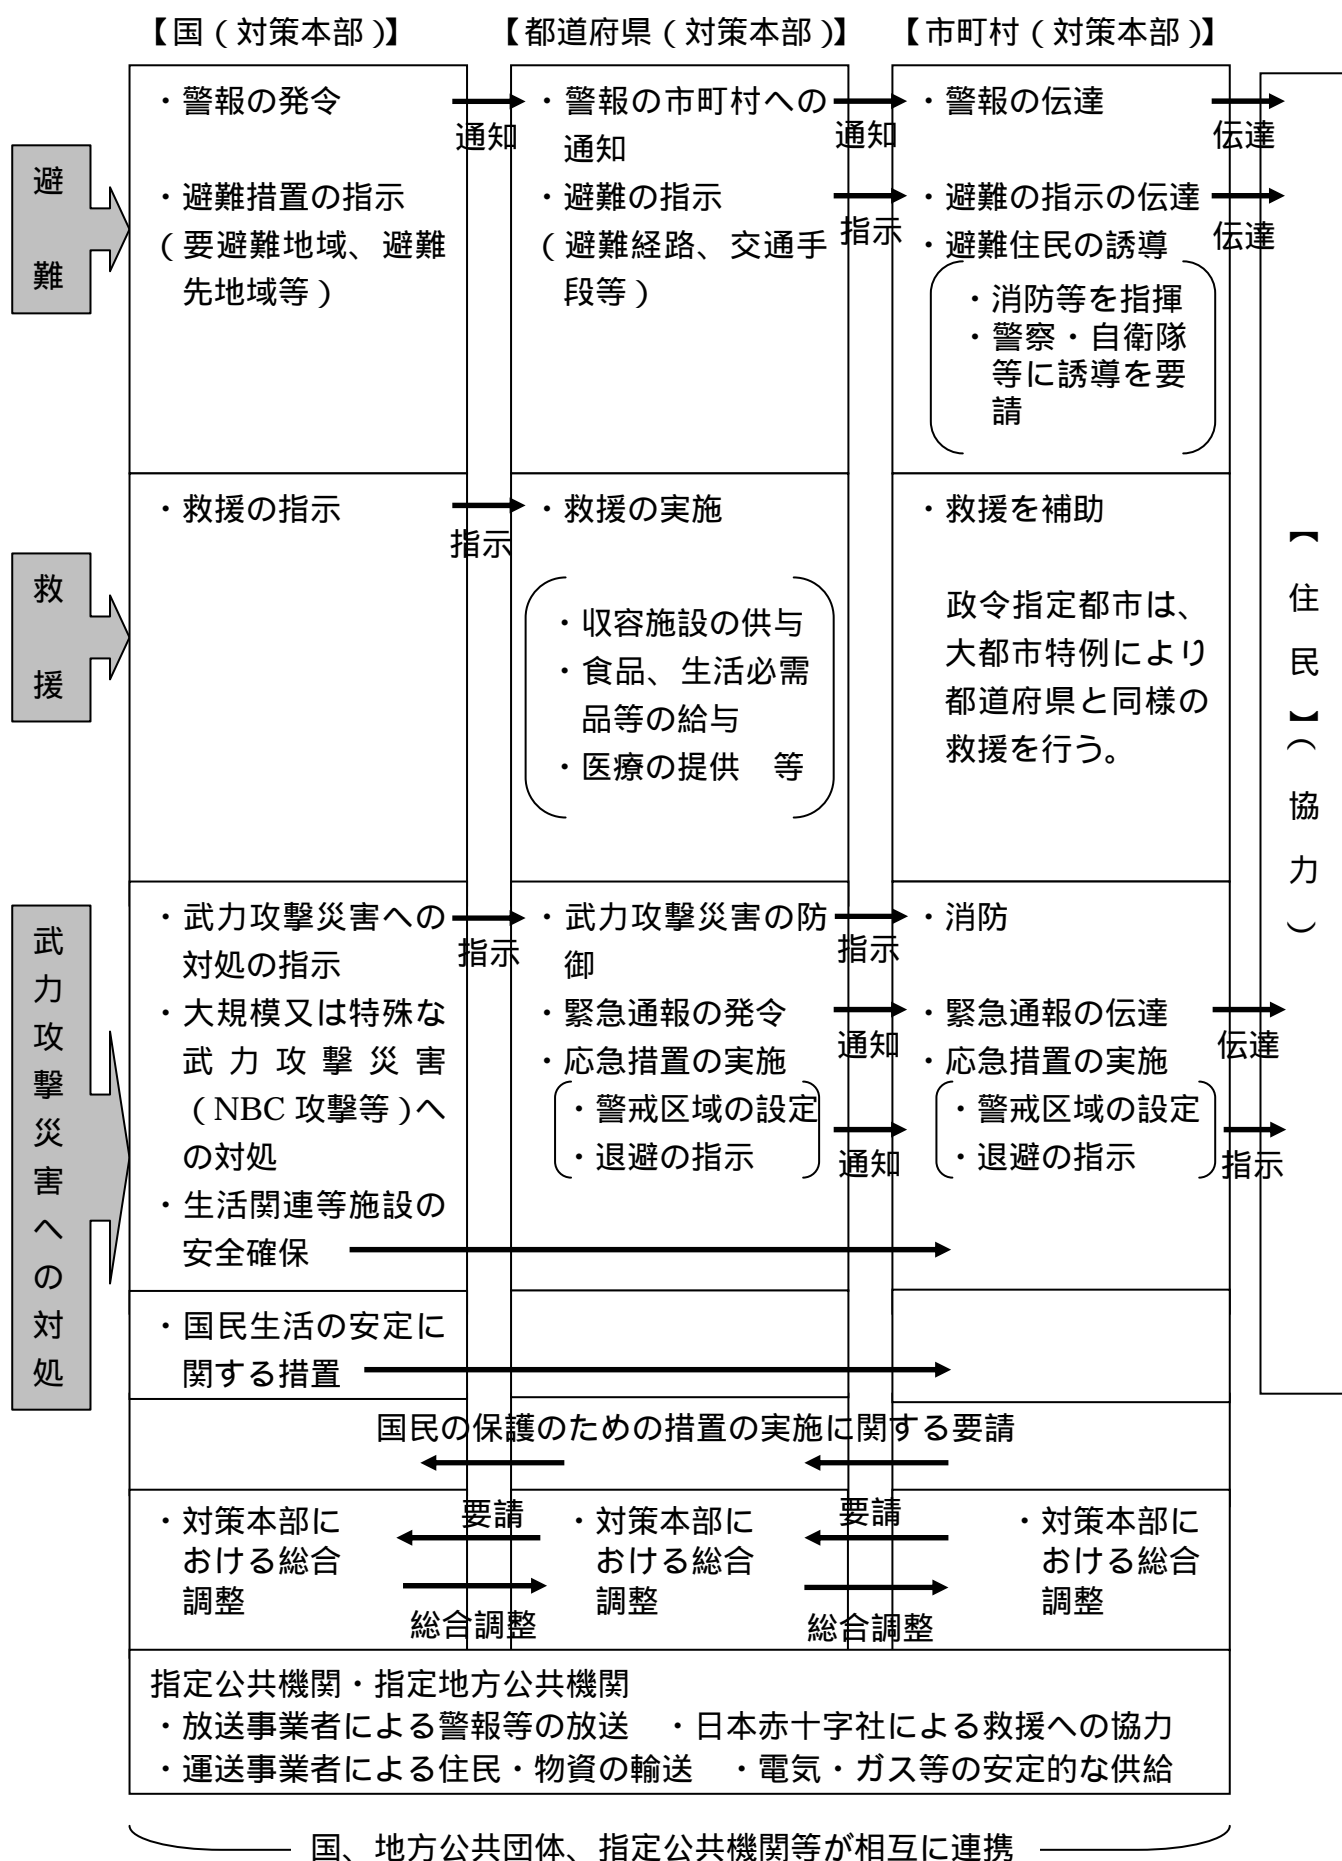 【国(対策本部)】
【都道府県(対策本部)】
【市町村(対策本部)】
避難
・警報の発令
通知
・警報の市町村への
通知
通知
・警報の伝達
伝達
・避難措置の指示
(要避難地域、避難
先地域等)
・避難の指示
(避難経路、交通手
段等)
指示
・避難の指示の伝達
・避難住民の誘導
伝達
・消防等を指揮
・警察・自衛隊
等に誘導を要
請
救援
・救援の指示
指示
・救援の実施
・収容施設の供与
・食品、生活必需
品等の給与
・医療の提供 等
・救援を補助
政令指定都市は、
大都市特例により
都道府県と同様の
救援を行う。
【住民】(協力)
武力攻撃災害への対処
・武力攻撃災害への
対処の指示
・大規模又は特殊な
武力攻撃災害
(NBC 攻撃等)へ
の対処
・生活関連等施設の
安全確保
指示
・武力攻撃災害の防
御
・緊急通報の発令
・応急措置の実施
・警戒区域の設定
・退避の指示
指示
通知
通知
・消防
・緊急通報の伝達
・応急措置の実施
・警戒区域の設定
・退避の指示
伝達
指示
・国民生活の安定に
関する措置
国民の保護のための措置の実施に関する要請
・対策本部に
おける総合
調整
要請
総合調整
・対策本部に
おける総合
調整
要請
総合調整
・対策本部に
おける総合
調整
指定公共機関・指定地方公共機関
・放送事業者による警報等の放送 ・日本赤十字社による救援への協力
・運送事業者による住民・物資の輸送 ・電気・ガス等の安定的な供給
国、地方公共団体、指定公共機関等が相互に連携